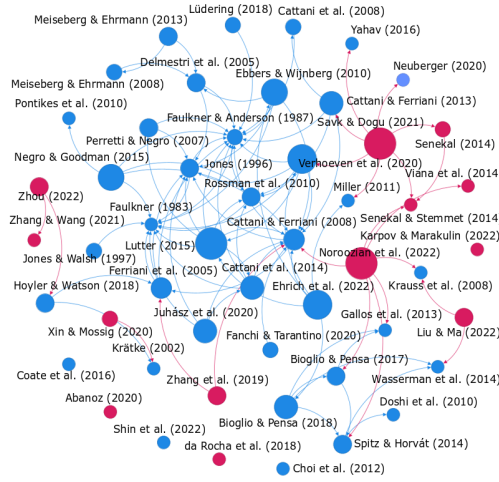 Meiseberg & Ehrmann (2013)
Lüdering (2018)
Cattani et al. (2008)
Yahav (2016)
Delmestri et al. (2005)
Ebbers & Wijnberg (2010)
Neuberger (2020)
Meiseberg & Ehrmann (2008)
Pontikes et al. (2010)
Cattani & Ferriani (2013)
Faulkner & Anderson (1987)
Savk & Dogu (2021)
Perretti & Negro (2007)
Senekal (2014)
Negro & Goodman (2015)
Jones (1996)
Verhoeven et al. (2020)
Rossman et al. (2010)
Miller (2011)
Viana et al. (2014
Zhou (2022)
Faulkner (1983)
Zhang & Wang (2021)
Cattani & Ferriani (2008)
Senekal & Stemmet (2014
Karpov & Marakulin (2022)
Lutter (2015)
Noroozian et al. (2022)
Jones & Walsh (1997)
Ferriani et al. (2005)
Cattani et al. (2014)
Ehrich et al. (2022)
Krauss et al. (2008)
Hoyler & Watson (2018)
Juhász et al. (2020)
Gallos et al. (2013)
Xin & Mossig (2020)
Fanchi & Tarantino (2020)
Liu & Ma (2022)
Krätke (2002)
Bioglio & Pensa (2017)
Coate et al. (2016)
Zhang et al. (2019)
Wasserman et al. (2014)
Abanoz (2020)
Doshi et al. (2010)
Shin et al. (2022)
Bioglio & Pensa (2018)
da Rocha et al. (2018)
Spitz & Horvát (2014)
Choi et al. (2012)